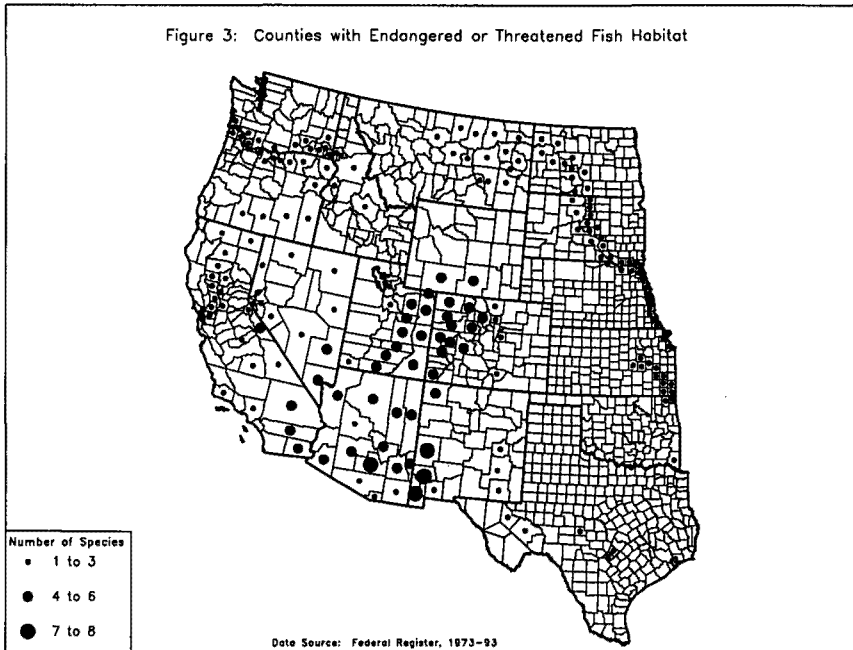 Figure 3: Counties with Endangered or Threatened Fish Habitat
Number of Species
1 to 3
4 to 6
7 to 8
Data Source: Federal Register, 1973-93